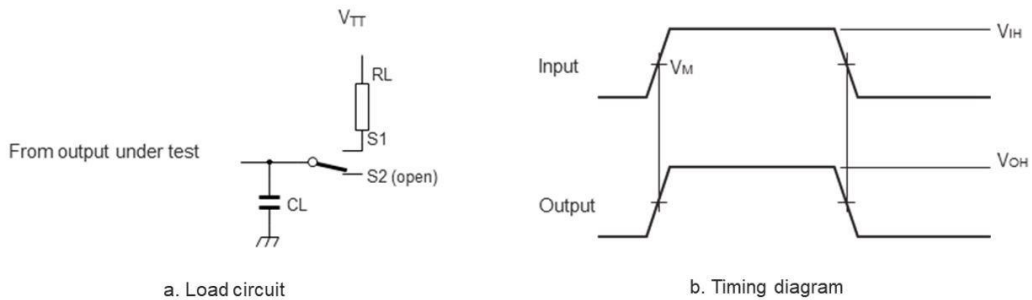 VTT
RL
S1
From output under test
S2 (open)
CL
a. Load circuit
VIH
Input
VM
VOH
Output
b. Timing diagram